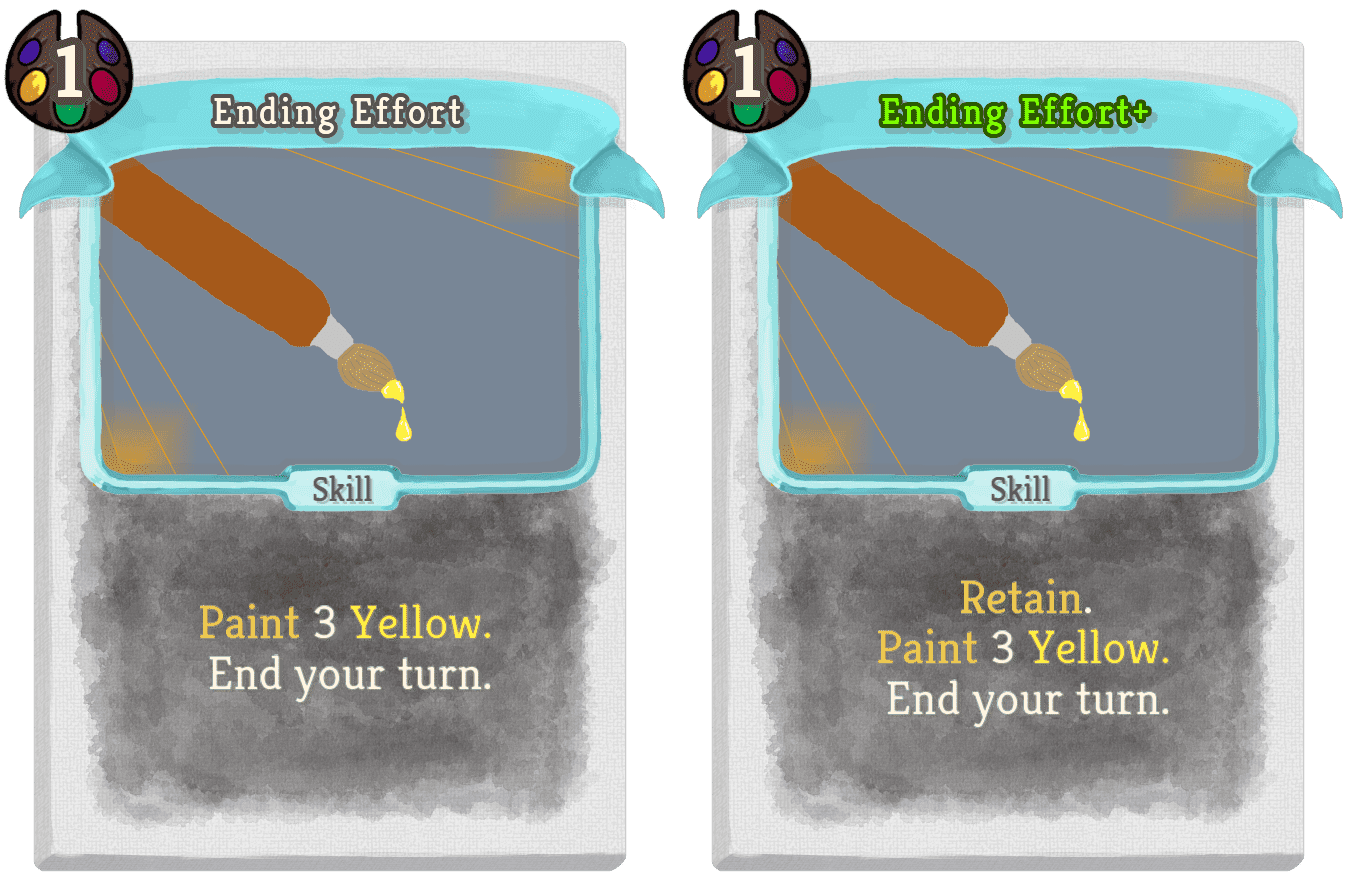 1
Ending Effort
Skill
Paint 3 Yellow.
End your turn.
1
Ending Effort+
Skill
Retain.
Paint 3 Yellow.
End your turn.